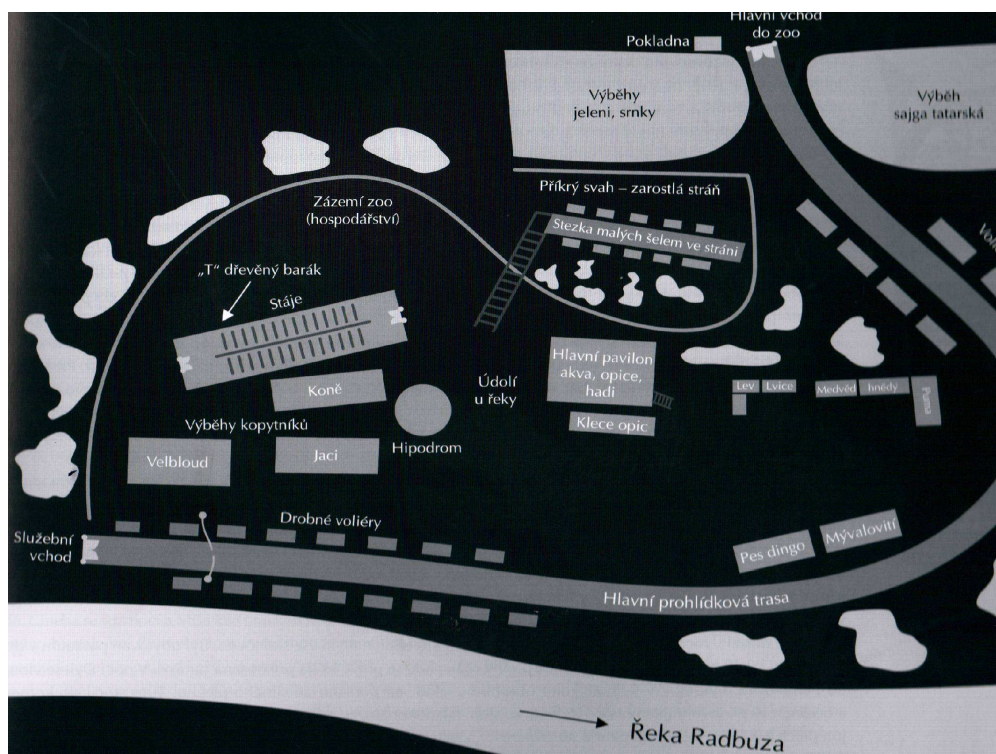 Hlavní vchod
do zoo
Pokladna
Výběhy
jeleni, srnky
Výběh
sajga tatarská
Příkrý svah – zarostlá stráň
Zázemí zoo
(hospodářství)
Stezka malých šelem ve stráni
„T“ dřevěný barák
Stáje
Hlavní pavilon
akva, opice,
hadi
Údolí
u řeky
Koně
Lev
Lvice
Medvěd
hnědý
Puma
Klece opic
Výběhy kopytníků
Hipodrom
Velbloud
Jaci
Drobné voliéry
Služební
vchod
Pes dingo
Mývalovití
Hlavní prohlídková trasa
Řeka Radbuza